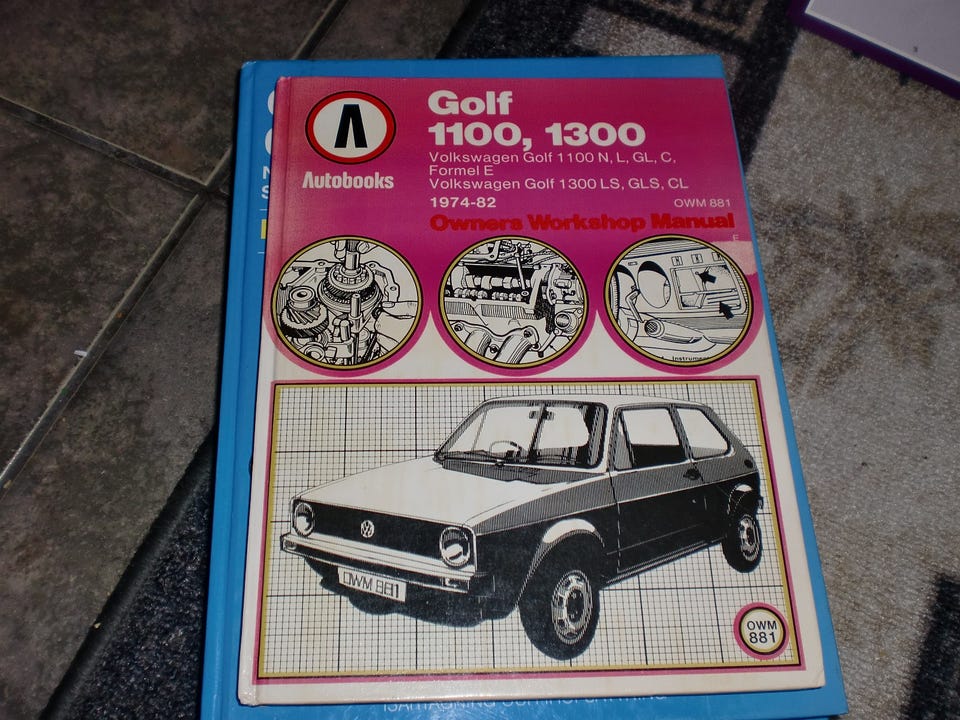 Golf
1100, 1300
Volkswagen Golf 1100 N, L, GL, C,
Formel E
Volkswagen Golf 1300 LS, GLS, CL
1974-82
OWM 881
Owners Workshop Manual
Autobooks
Instrumen
OWM 881
OWM
881